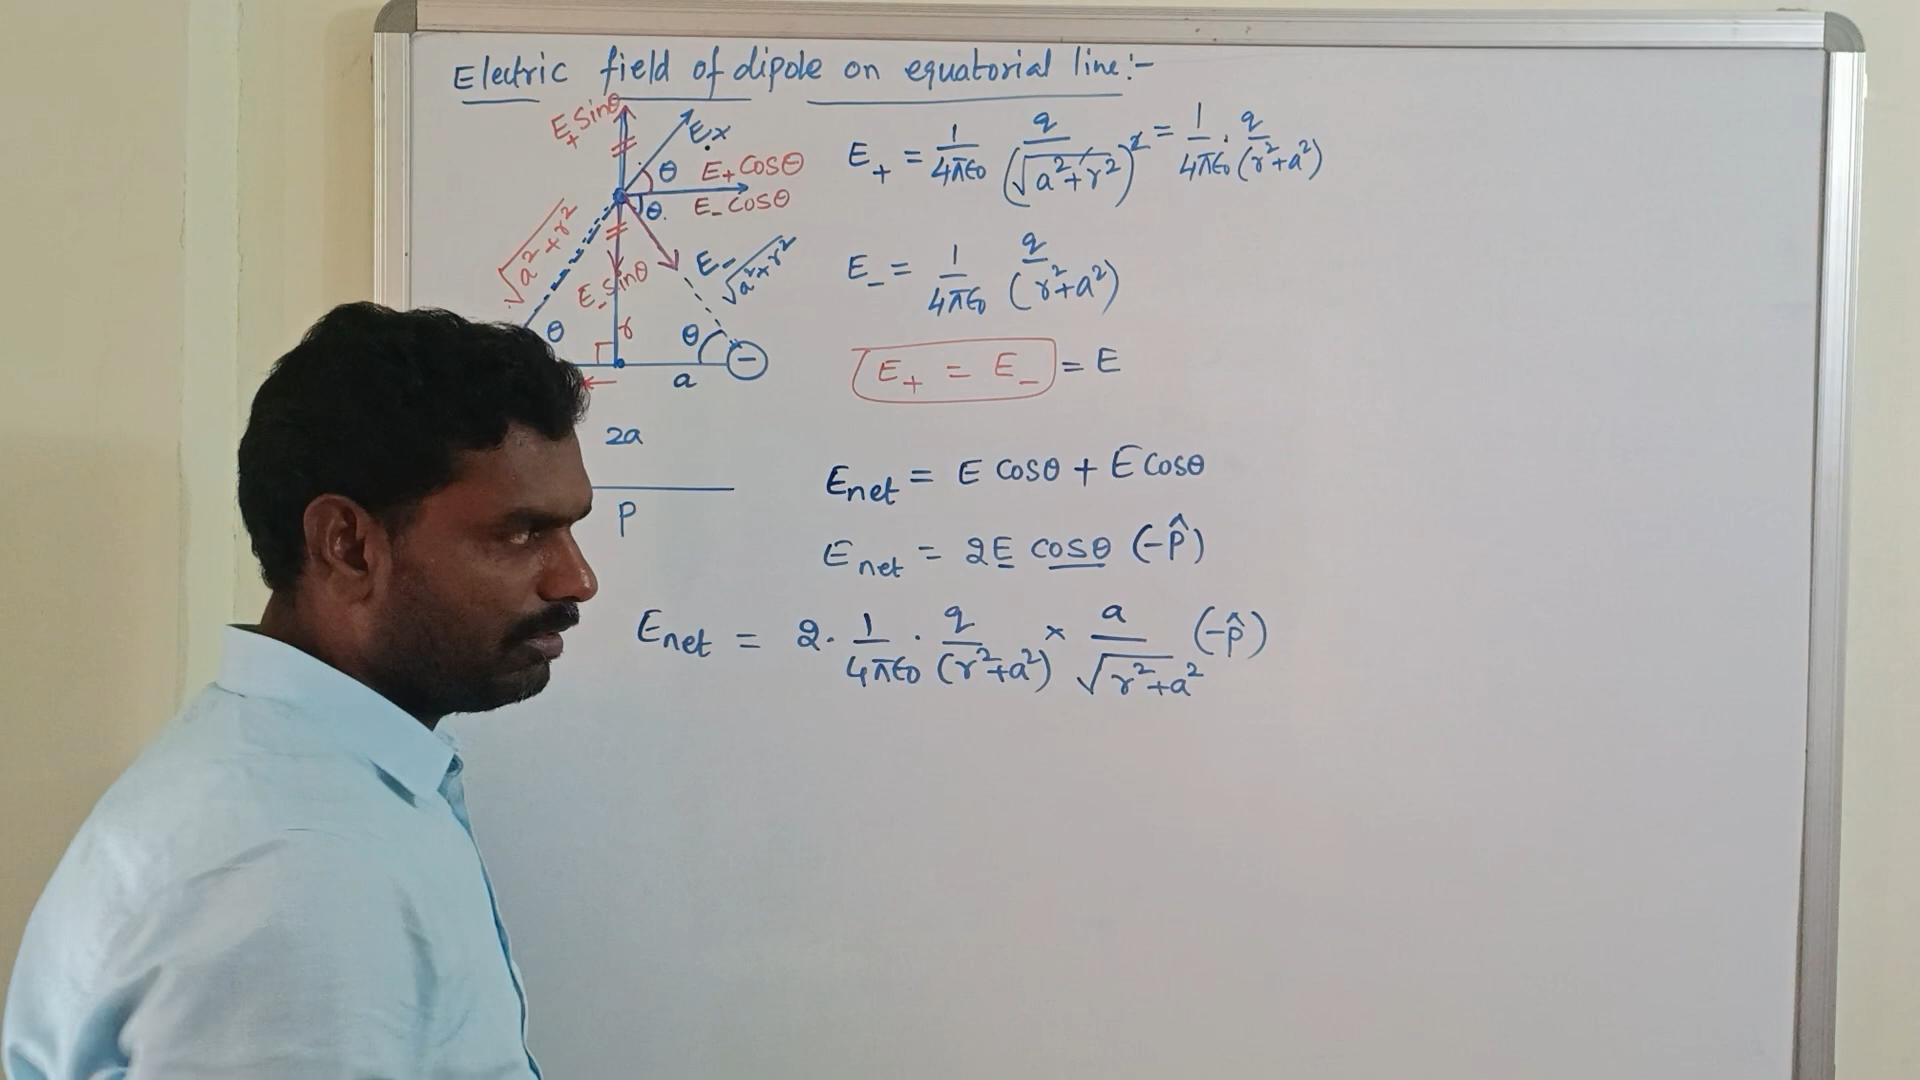 Electric field of dipole on equatorial line:-
E+ Sinθ
E+
θ
E+ cosθ
E- cosθ
θ
√a²+r²
E-
√a²+r²
E- Sinθ
θ
r
θ
-
a
2a
P
E+ = 1/4πε0 q/(√a²+r²)² = 1/4πε0 . q/(r²+a²)
E- = 1/4πε0 q/(r²+a²)
E+ = E- = E
Enet = E Cosθ + E Cosθ
Enet = 2E cosθ (-p̂)
Enet = 2. 1/4πε0 . q/(r²+a²) × a/√r²+a² (-p̂)